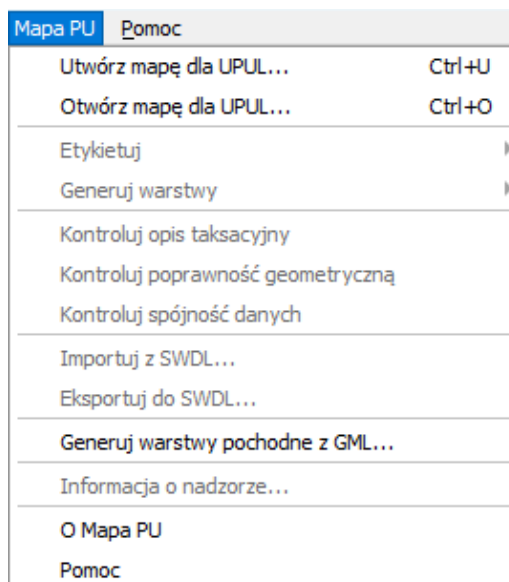 Mapa PU Pomoc
Utwórz mapę dla UPUL... Ctrl+U
Otwórz mapę dla UPUL... Ctrl+O
Etykietuj
Generuj warstwy
Kontroluj opis taksacyjny
Kontroluj poprawność geometryczną
Kontroluj spójność danych
Importuj z SWDL...
Eksportuj do SWDL...
Generuj warstwy pochodne z GML...
Informacja o nadzorze...
O Mapa PU
Pomoc